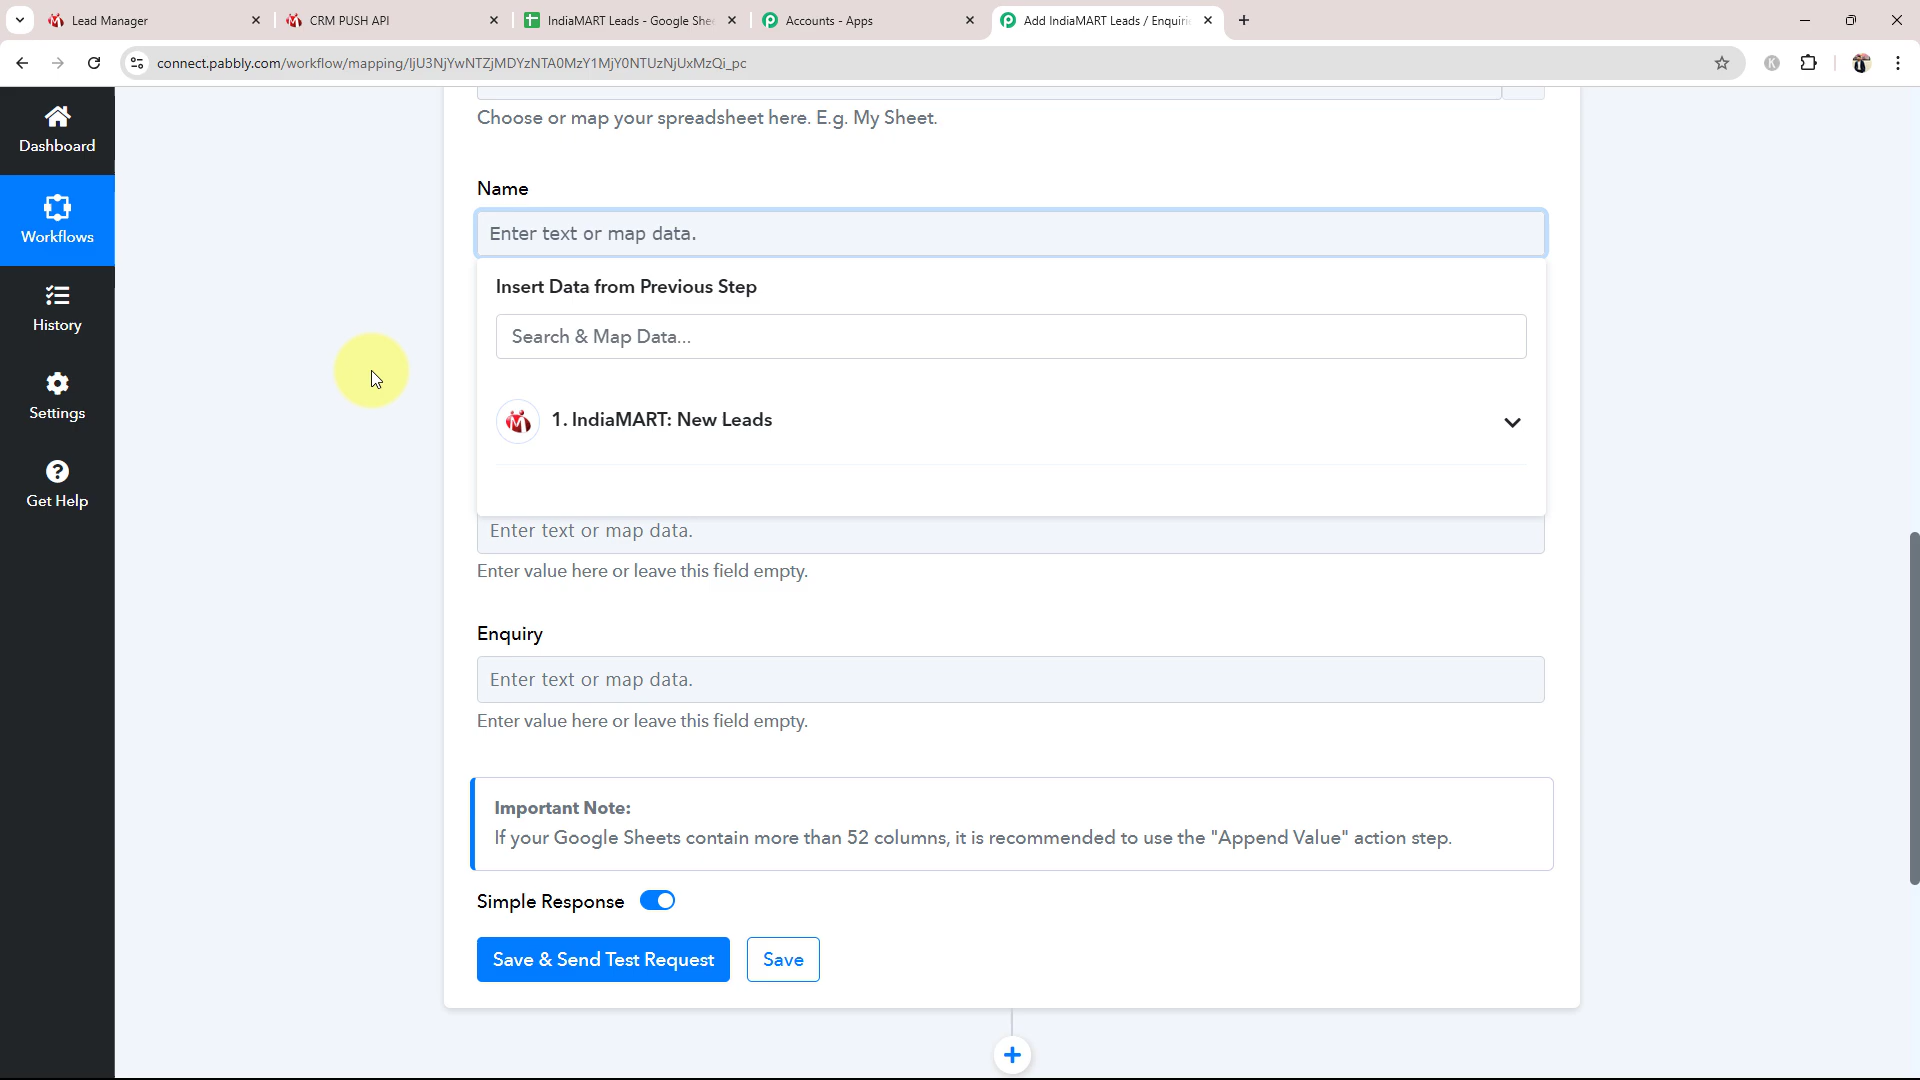 Lead Manager
CRM PUSH API
IndiaMART Leads - Google She
Accounts - Apps
Add IndiaMART Leads / Enquirie
connect.pabbly.com/workflow/mapping/IjU3NjYwNTZjMDYzNTA0MzY1MjY0NTUzNjUxMzQi_pc
K
Dashboard
Workflows
History
Settings
Get Help
Choose or map your spreadsheet here. E.g. My Sheet.
Name
Enter text or map data.
Insert Data from Previous Step
Search & Map Data...
1. IndiaMART: New Leads
Enter text or map data.
Enter value here or leave this field empty.
Enquiry
Enter text or map data.
Enter value here or leave this field empty.
Important Note:
If your Google Sheets contain more than 52 columns, it is recommended to use the "Append Value" action step.
Simple Response
Save & Send Test Request
Save